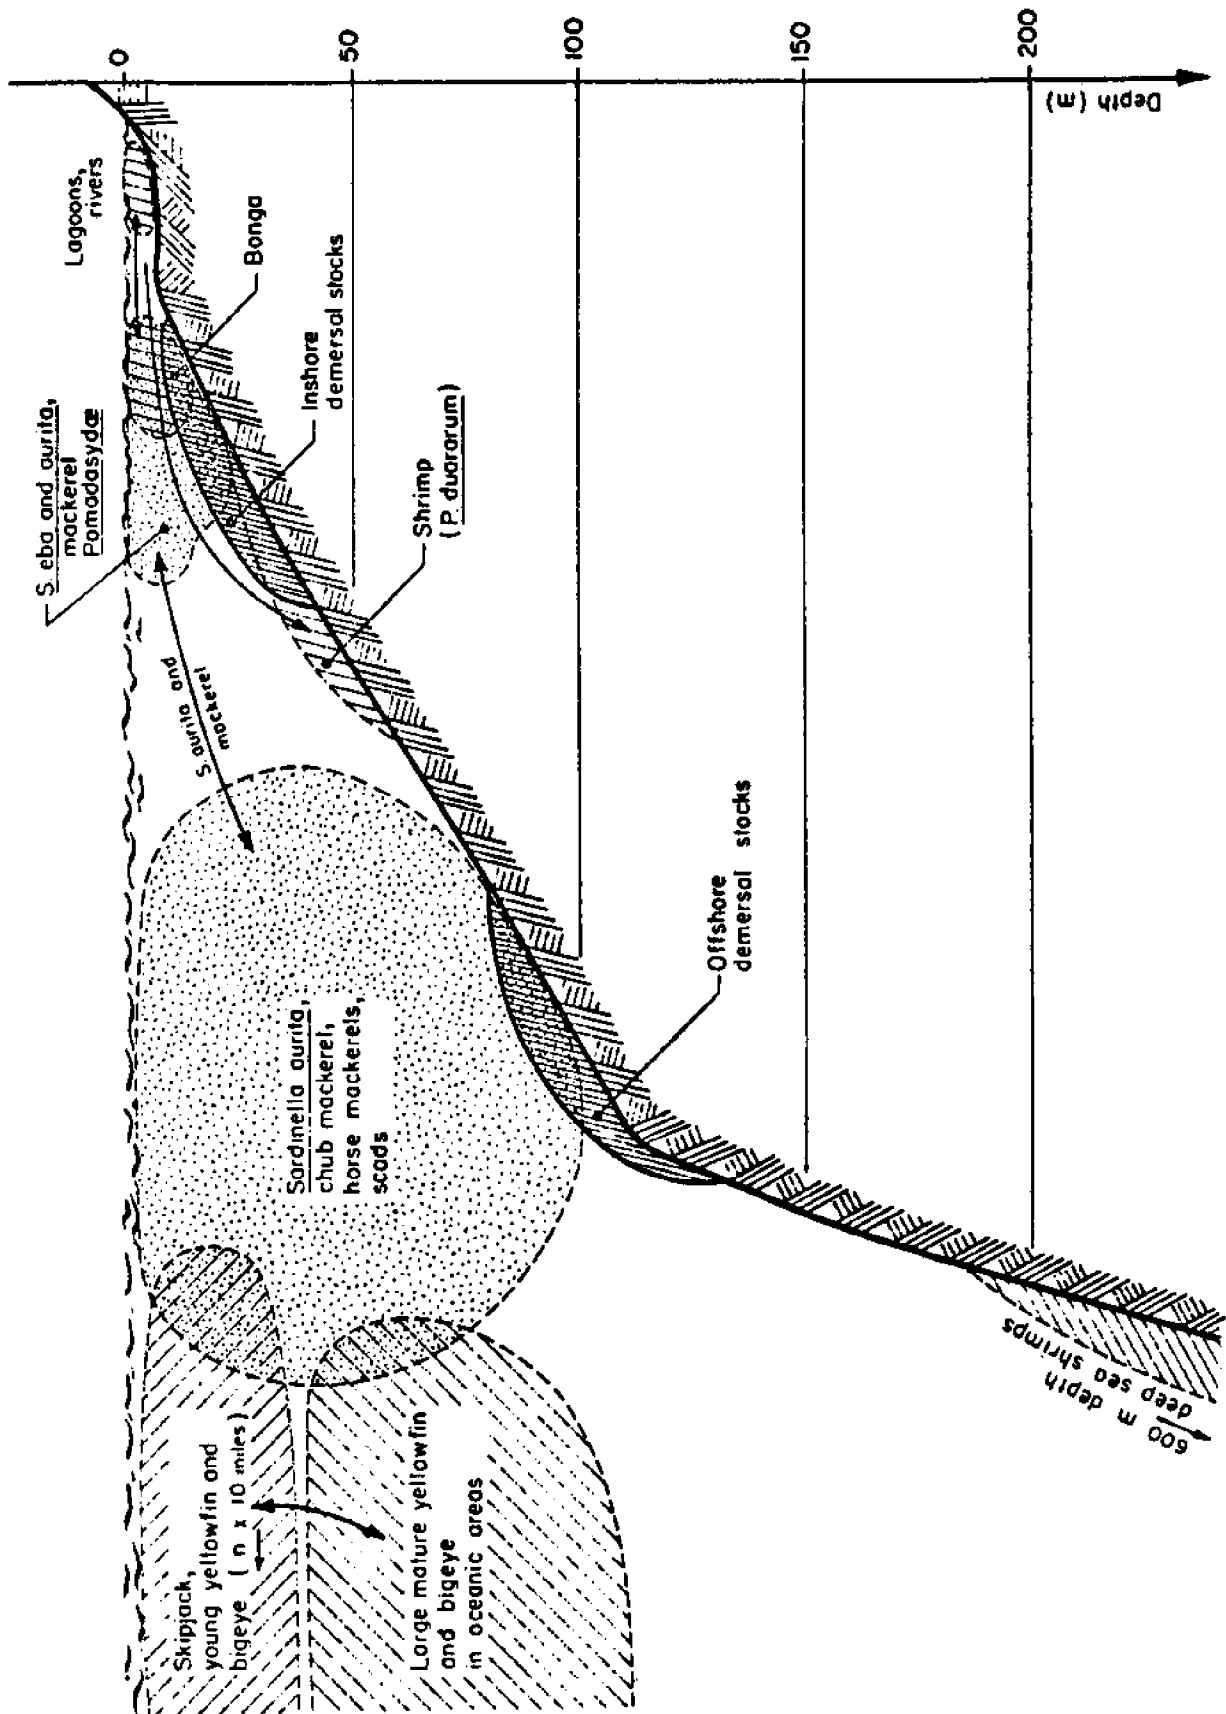 0
50
100
150
200
Depth (m)
Lagoons,
rivers
Bonga
Inshore
demersal stocks
S. eba and aurita,
mackerel
Pomadasydæ
Shrimp
(P. duorarum)
S. aurita and
mackerel
Offshore
demersal stocks
Sardinella aurita,
chub mackerel,
horse mackerels,
scads
Skipjack,
young yellowfin and
bigeye (n x 10 miles)
Large mature yellowfin
and bigeye
in oceanic areas
600 m depth
deep sea shrimps